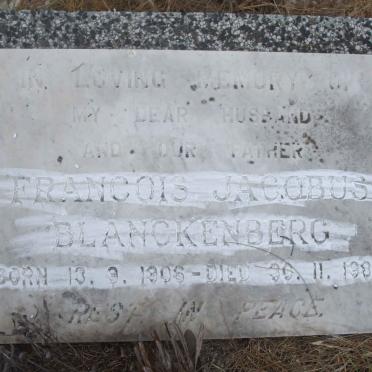 IN LOVING MEMORY OF
MY DEAR HUSBAND
AND OUR FATHER
FRANCOIS JACOBUS
BLANCKENBERG
BORN 13. 9. 1906 - DIED 11.
REST IN PEACE.